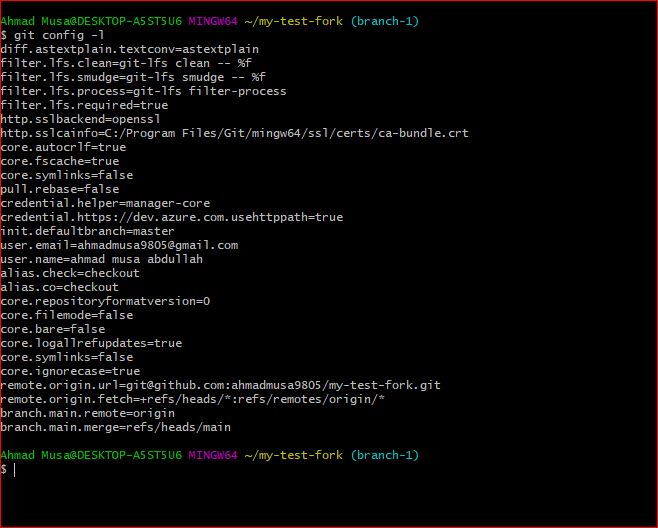 Ahmad Musa@DESKTOP-A5ST5U6 MINGW64 ~/my-test-fork (branch-1)
$ git config -l
diff.astextplain.textconv=astextplain
filter.lfs.clean=git-lfs clean -- %f
filter.lfs.smudge=git-lfs smudge -- %f
filter.lfs.process=git-lfs filter-process
filter.lfs.required=true
http.sslbackend=openssl
http.sslcainfo=C:/Program Files/Git/mingw64/ssl/certs/ca-bundle.crt
core.autocrlf=true
core.fscache=true
core.symlinks=false
pull.rebase=false
credential.helper=manager-core
credential.https://dev.azure.com.usehttppath=true
init.defaultbranch=master
user.email=ahmadmusa9805@gmail.com
user.name=ahmad musa abdullah
alias.check=checkout
alias.co=checkout
core.repositoryformatversion=0
core.filemode=false
core.bare=false
core.logallrefupdates=true
core.symlinks=false
core.ignorecase=true
remote.origin.url=git@github.com:ahmadmusa9805/my-test-fork.git
remote.origin.fetch=+refs/heads/*:refs/remotes/origin/*
branch.main.remote=origin
branch.main.merge=refs/heads/main
Ahmad Musa@DESKTOP-A5ST5U6 MINGW64 ~/my-test-fork (branch-1)
$